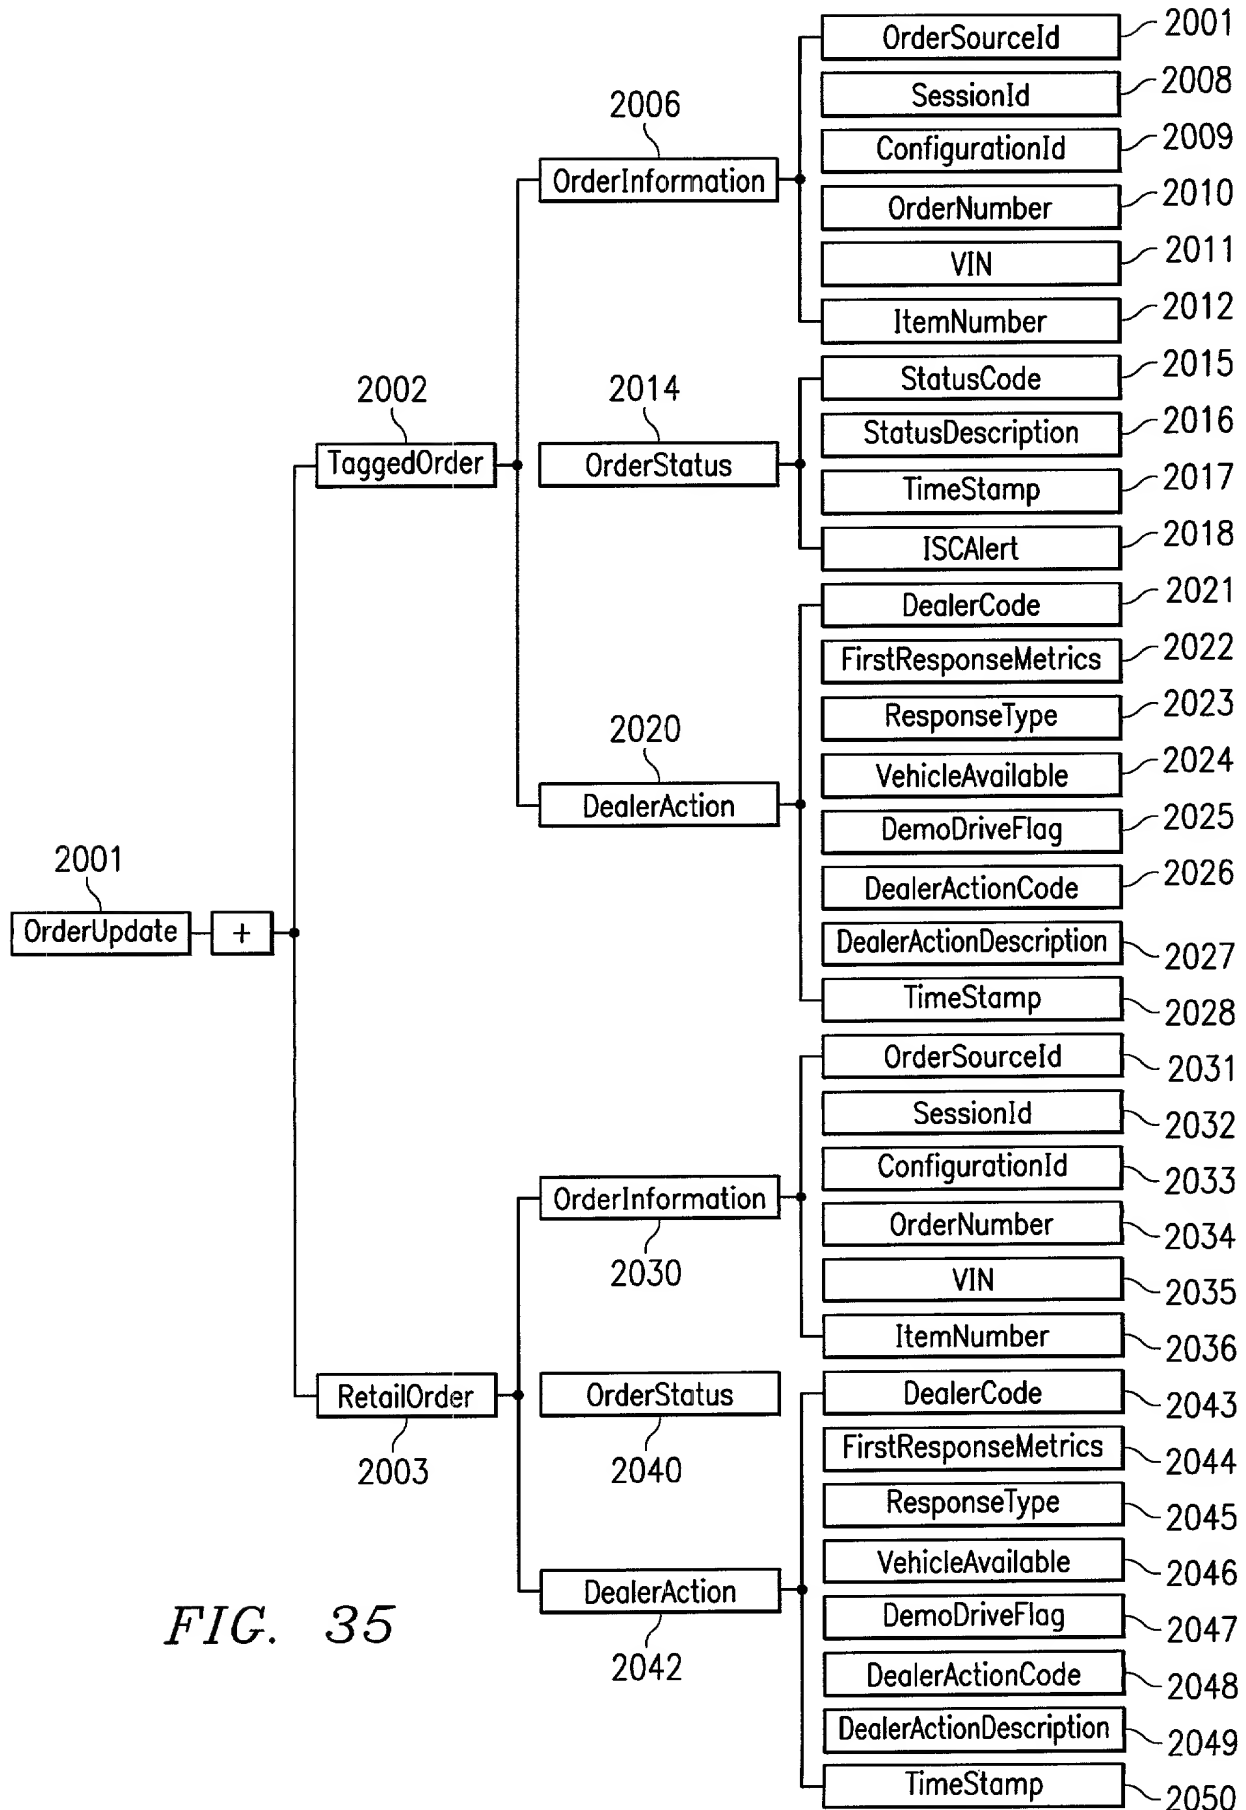 OrderSourceId 2001
SessionId 2008
2006
ConfigurationId 2009
OrderInformation
OrderNumber 2010
VIN 2011
ItemNumber 2012
StatusCode 2015
2002
2014
StatusDescription 2016
TaggedOrder
OrderStatus
TimeStamp 2017
ISCAlert 2018
DealerCode 2021
FirstResponseMetrics 2022
ResponseType 2023
2020
VehicleAvailable 2024
DealerAction
DemoDriveFlag 2025
2001
DealerActionCode 2026
OrderUpdate +
DealerActionDescription 2027
TimeStamp 2028
OrderSourceId 2031
SessionId 2032
ConfigurationId 2033
OrderInformation
OrderNumber 2034
2030
VIN 2035
ItemNumber 2036
RetailOrder
OrderStatus
DealerCode 2043
2003
2040
FirstResponseMetrics 2044
ResponseType 2045
VehicleAvailable 2046
DealerAction
DemoDriveFlag 2047
2042
DealerActionCode 2048
DealerActionDescription 2049
TimeStamp 2050
FIG. 35